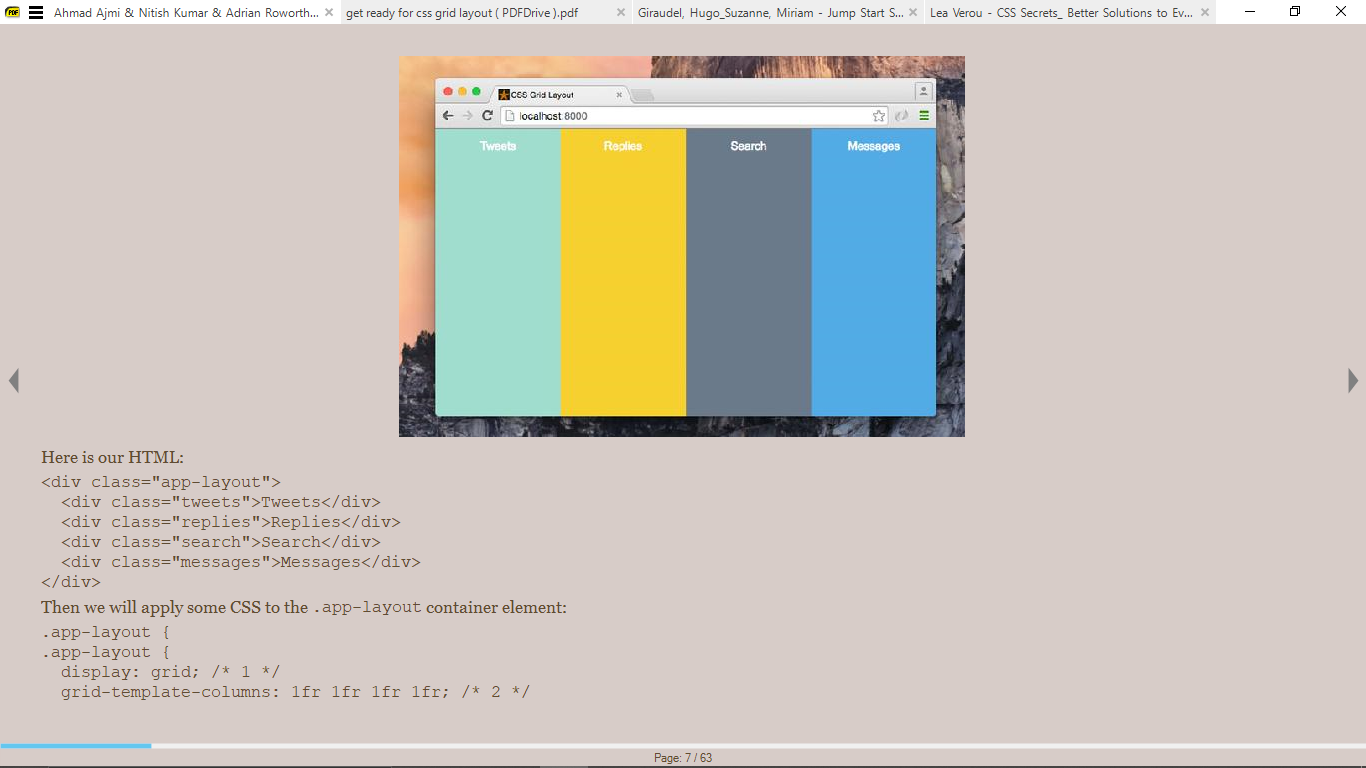 PDF
Ahmad Ajmi & Nitish Kumar & Adrian Roworth...
get ready for css grid layout ( PDFDrive ).pdf
Giraudel, Hugo_Suzanne, Miriam - Jump Start S...
Lea Verou - CSS Secrets_ Better Solutions to Ev...
CSS Grid Layout
localhost:8000
Tweets
Replies
Search
Messages
Here is our HTML:
<div class="app-layout">
  <div class="tweets">Tweets</div>
  <div class="replies">Replies</div>
  <div class="search">Search</div>
  <div class="messages">Messages</div>
</div>
Then we will apply some CSS to the .app-layout container element:
.app-layout {
.app-layout {
  display: grid; /* 1 */
  grid-template-columns: 1fr 1fr 1fr 1fr; /* 2 */
Page: 7 / 63